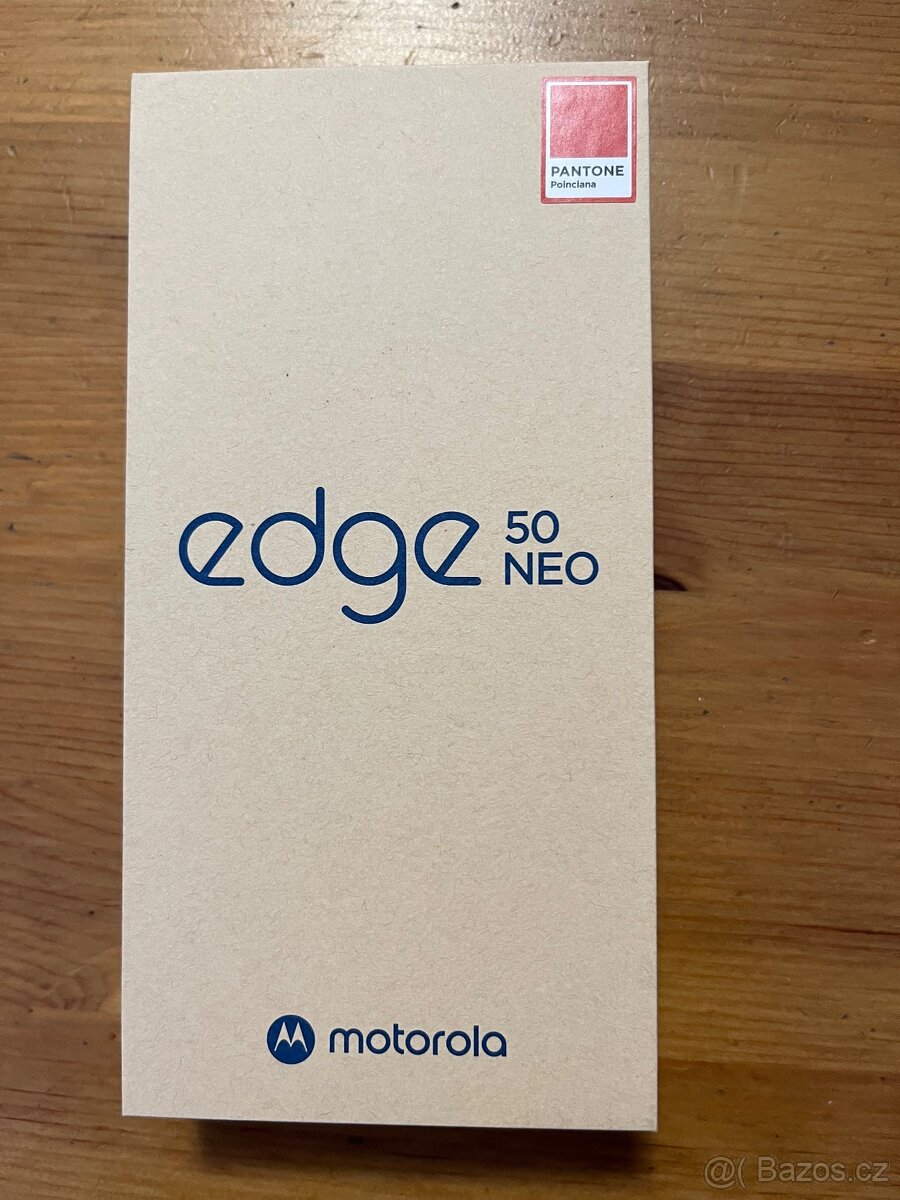 PANTONE
Poinciana
edge 50
NEO
motorola
@( Bazos.cz